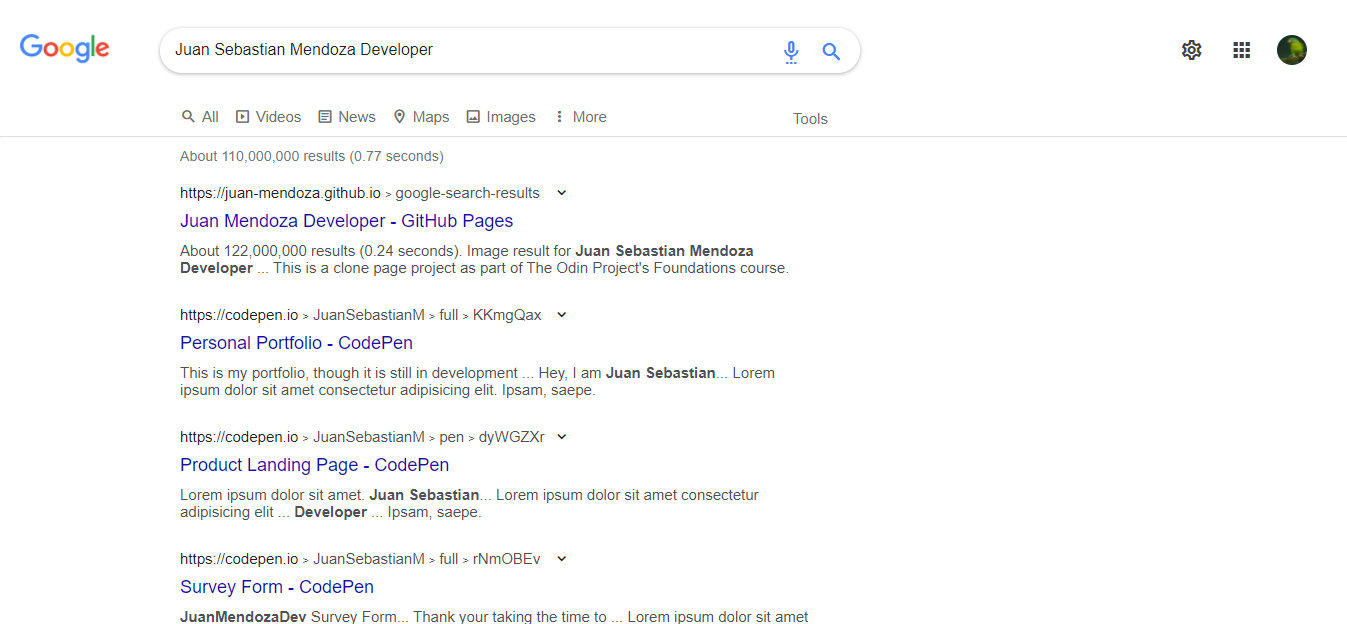 Google
Juan Sebastian Mendoza Developer
All Videos News Maps Images More Tools
About 110,000,000 results (0.77 seconds)
https://juan-mendoza.github.io > google-search-results
Juan Mendoza Developer - GitHub Pages
About 122,000,000 results (0.24 seconds). Image result for Juan Sebastian Mendoza
Developer ... This is a clone page project as part of The Odin Project's Foundations course.
https://codepen.io > JuanSebastianM > full > KKmgQax
Personal Portfolio - CodePen
This is my portfolio, though it is still in development ... Hey, I am Juan Sebastian... Lorem
ipsum dolor sit amet consectetur adipisicing elit. Ipsam, saepe.
https://codepen.io > JuanSebastianM > pen > dyWGZXr
Product Landing Page - CodePen
Lorem ipsum dolor sit amet. Juan Sebastian... Lorem ipsum dolor sit amet consectetur
adipisicing elit ... Developer ... Ipsam, saepe.
https://codepen.io > JuanSebastianM > full > rNmOBEv
Survey Form - CodePen
JuanMendozaDev Survey Form... Thank your taking the time to ... Lorem ipsum dolor sit amet